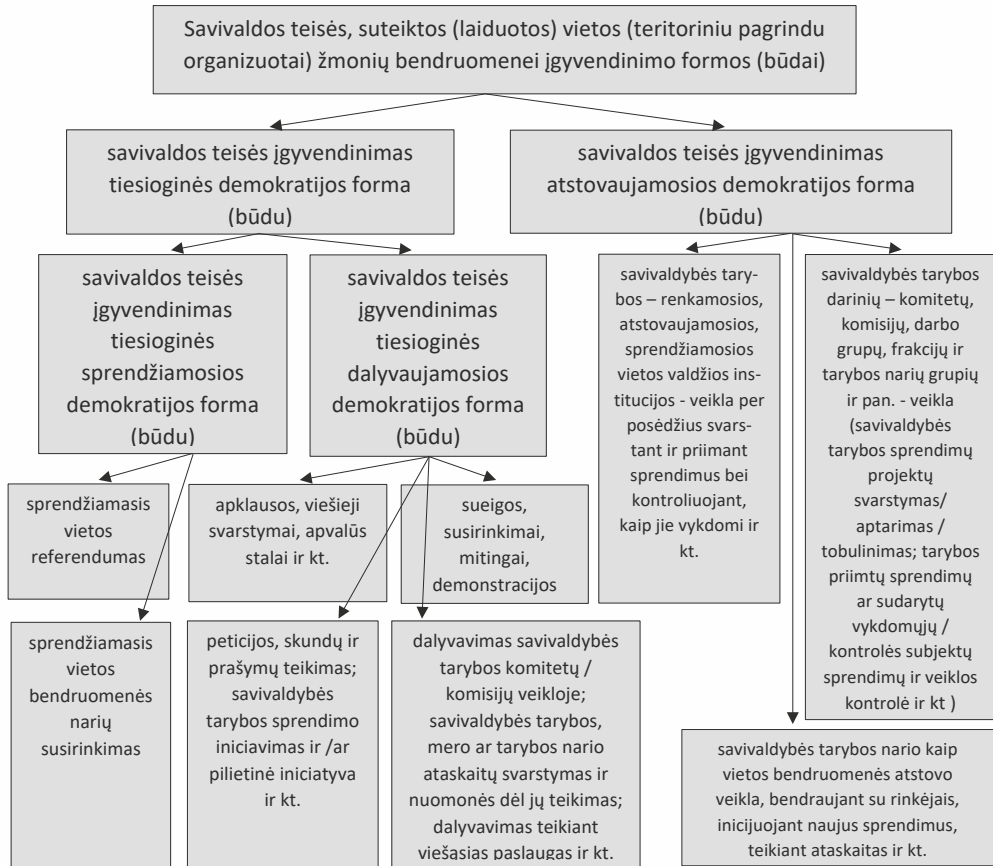 Savivaldos teisės, suteiktos (laiduotos) vietos (teritoriniu pagrindu
organizuotai) žmonių bendruomenei įgyvendinimo formos (būdai)
savivaldos teisės įgyvendinimas
tiesioginės demokratijos forma
(būdu)
savivaldos teisės įgyvendinimas
atstovaujamosios demokratijos forma
(būdu)
savivaldos teisės
įgyvendinimas
tiesioginės
sprendžiamosios
demokratijos forma
(būdu)
savivaldos teisės
įgyvendinimas
tiesioginės
dalyvaujamosios
demokratijos forma
(būdu)
savivaldybės tary-
bos – renkamosios,
atstovaujamosios,
sprendžiamosios
vietos valdžios ins-
titucijos - veikla per
posėdžius svars-
tant ir priimant
sprendimus bei
kontroliuojant,
kaip jie vykdomi ir
kt.
savivaldybės tarybos
darinių – komitetų,
komisijų, darbo
grupų, frakcijų ir
tarybos narių grupių
ir pan. - veikla
(savivaldybės
tarybos sprendimų
projektų
svarstymas/
aptarimas /
tobulinimas; tarybos
priimtų sprendimų
ar sudarytų
vykdomųjų /
kontrolės subjektų
sprendimų ir veiklos
kontrolė ir kt )
sprendžiamasis
vietos
referendumas
apklausos, viešieji
svarstymai, apvalūs
stalai ir kt.
sueigos,
susirinkimai,
mitingai,
demonstracijos
sprendžiamasis
vietos
bendruomenės
narių
susirinkimas
peticijos, skundų ir
prašymų teikimas;
savivaldybės
tarybos sprendimo
iniciavimas ir /ar
pilietinė iniciatyva
ir kt.
dalyvavimas savivaldybės
tarybos komitetų /
komisijų veikloje;
savivaldybės tarybos,
mero ar tarybos nario
ataskaitų svarstymas ir
nuomonės dėl jų teikimas;
dalyvavimas teikiant
viešąsias paslaugas ir kt.
savivaldybės tarybos nario kaip
vietos bendruomenės atstovo
veikla, bendraujant su rinkėjais,
inicijuojant naujus sprendimus,
teikiant ataskaitas ir kt.